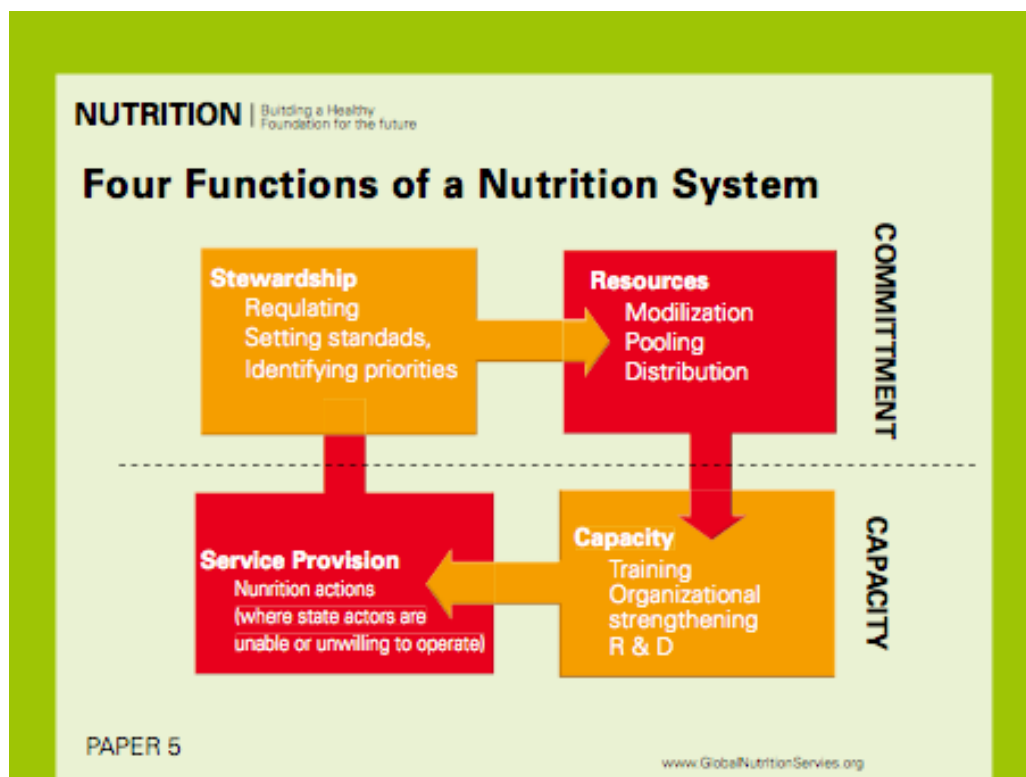 NUTRITION
Building a Healthy
Foundation for the future
Four Functions of a Nutrition System
Stewardship
Requlating
Setting standads,
Identifying priorities
Resources
Modilization
Pooling
Distribution
COMMITTMENT
Service Provision
Nunrition actions
(where state actors are
unable or unwilling to operate)
Capacity
Training
Organizational
strengthening
R & D
CAPACITY
PAPER 5
www.GlobalNutritionServies.org